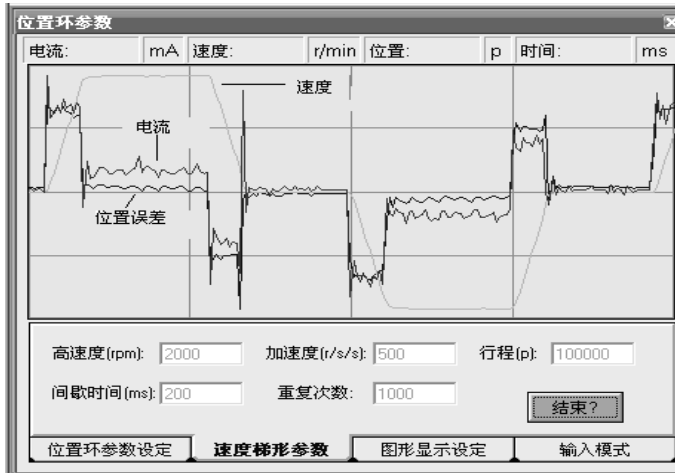 位置环参数
电流: mA 速度: r/min 位置: p 时间: ms
速度
电流
位置误差
高速度(rpm): 2000 加速度(r/s/s): 500 行程(p): 100000
间歇时间(ms): 200 重复次数: 1000 结束?
位置环参数设定 速度梯形参数 图形显示设定 输入模式